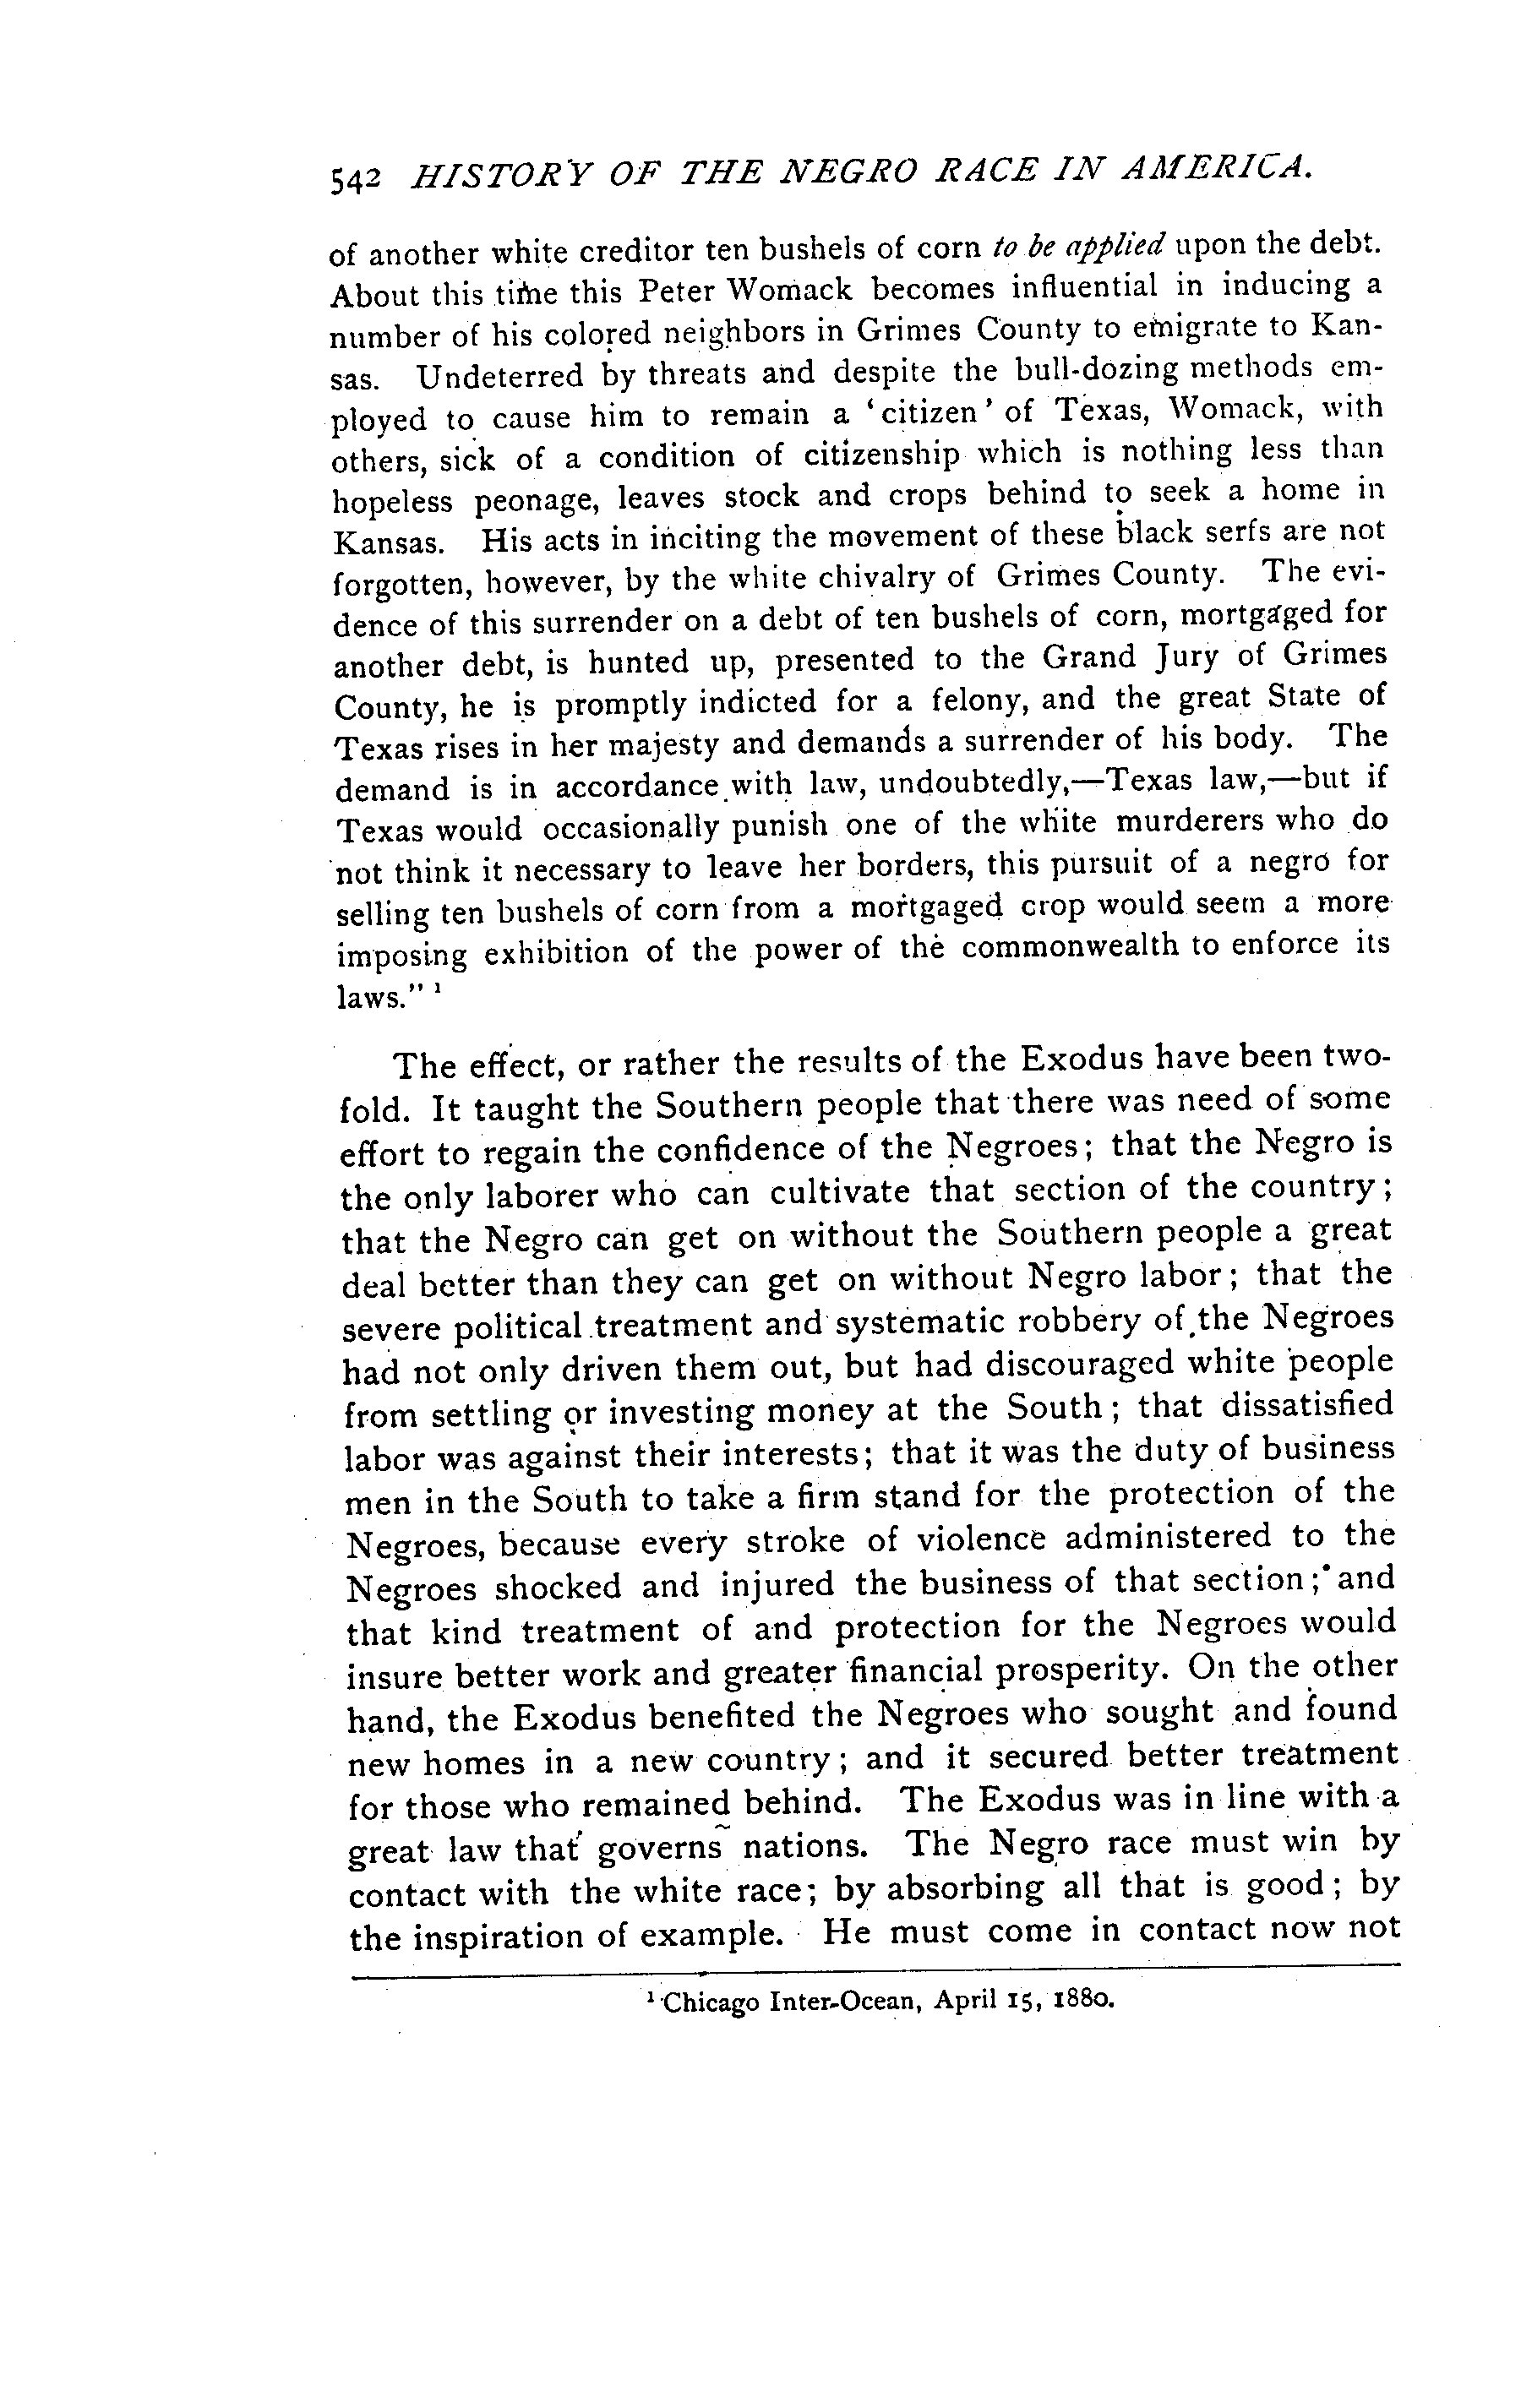 542 HISTORY OF THE NEGRO RACE IN AMERICA.
of another white creditor ten bushels of corn to be applied upon the debt.
About this time this Peter Womack becomes influential in inducing a
number of his colored neighbors in Grimes County to emigrate to Kan-
sas. Undeterred by threats and despite the bull-dozing methods em-
ployed to cause him to remain a ‘citizen’ of Texas, Womack, with
others, sick of a condition of citizenship which is nothing less than
hopeless peonage, leaves stock and crops behind to seek a home in
Kansas. His acts in inciting the movement of these black serfs are not
forgotten, however, by the white chivalry of Grimes County. The evi-
dence of this surrender on a debt of ten bushels of corn, mortgaged for
another debt, is hunted up, presented to the Grand Jury of Grimes
County, he is promptly indicted for a felony, and the great State of
Texas rises in her majesty and demands a surrender of his body. The
demand is in accordance with law, undoubtedly,—Texas law,—but if
Texas would occasionally punish one of the white murderers who do
not think it necessary to leave her borders, this pursuit of a negro for
selling ten bushels of corn from a mortgaged crop would seem a more
imposing exhibition of the power of the commonwealth to enforce its
laws.” ¹
The effect, or rather the results of the Exodus have been two-
fold. It taught the Southern people that there was need of some
effort to regain the confidence of the Negroes; that the Negro is
the only laborer who can cultivate that section of the country;
that the Negro can get on without the Southern people a great
deal better than they can get on without Negro labor; that the
severe political treatment and systematic robbery of the Negroes
had not only driven them out, but had discouraged white people
from settling or investing money at the South; that dissatisfied
labor was against their interests; that it was the duty of business
men in the South to take a firm stand for the protection of the
Negroes, because every stroke of violence administered to the
Negroes shocked and injured the business of that section; and
that kind treatment of and protection for the Negroes would
insure better work and greater financial prosperity. On the other
hand, the Exodus benefited the Negroes who sought and found
new homes in a new country; and it secured better treatment
for those who remained behind. The Exodus was in line with a
great law that governs nations. The Negro race must win by
contact with the white race; by absorbing all that is good; by
the inspiration of example. He must come in contact now not
¹ Chicago Inter-Ocean, April 15, 1880.